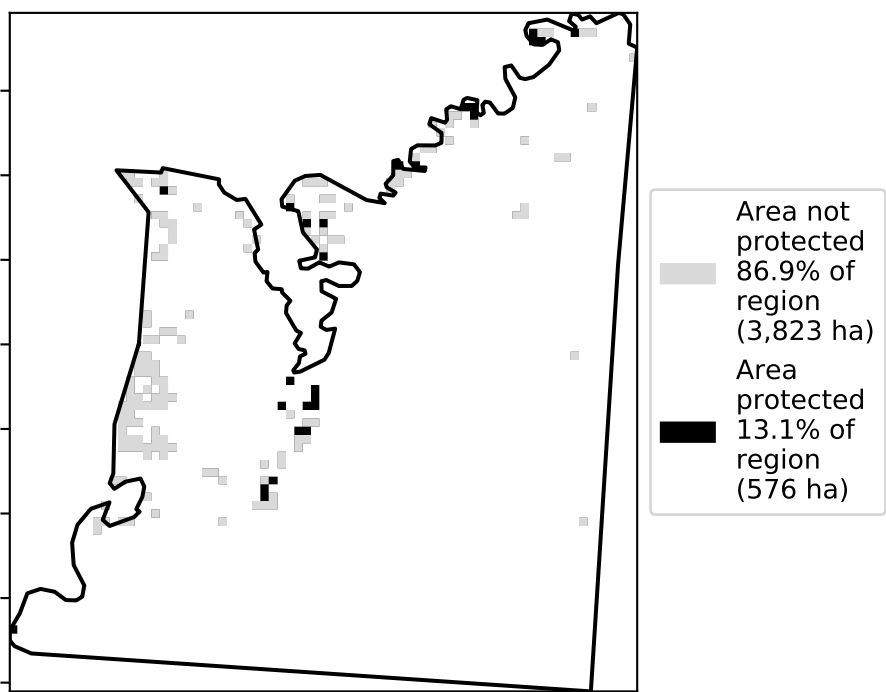 Area not
protected
86.9% of
region
(3,823 ha)
Area
protected
13.1% of
region
(576 ha)